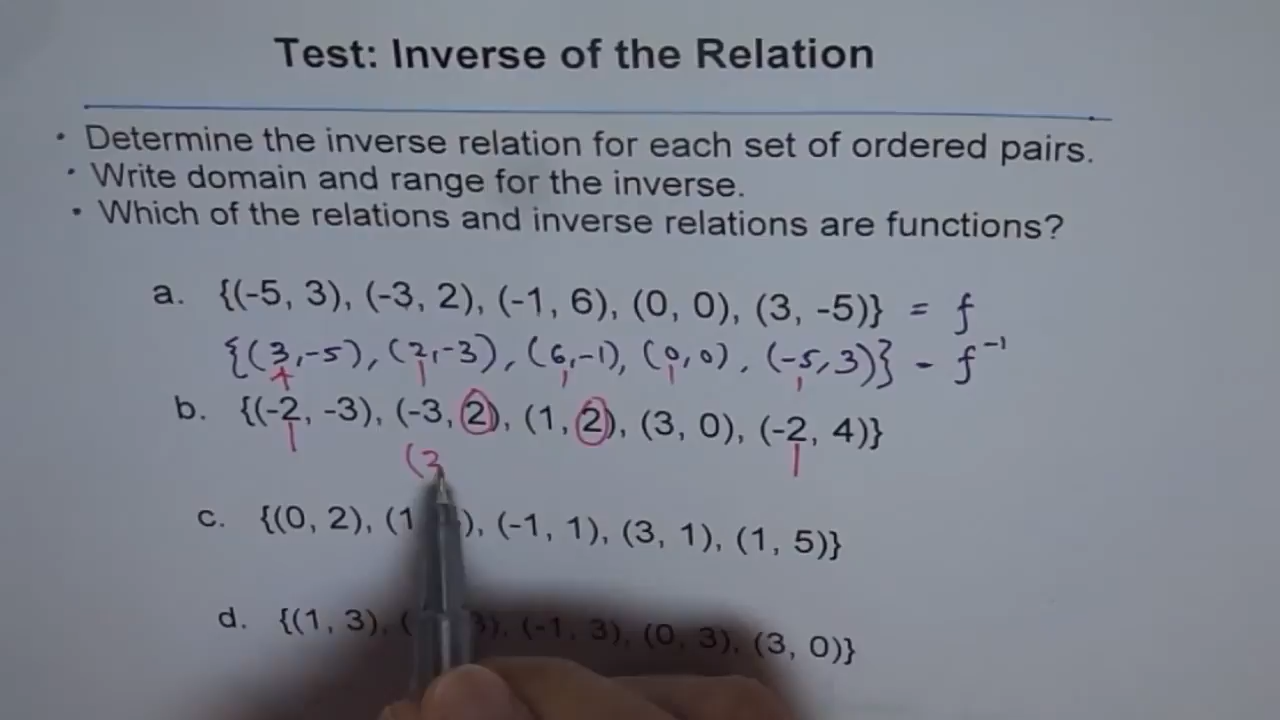 Test: Inverse of the Relation
• Determine the inverse relation for each set of ordered pairs.
• Write domain and range for the inverse.
• Which of the relations and inverse relations are functions?
a. {(-5, 3), (-3, 2), (-1, 6), (0, 0), (3, -5)} = f
{(3,-5), (2,-3), (6,-1), (0,0), (-5,3)} - f⁻¹
b. {(-2, -3), (-3, 2), (1, 2), (3, 0), (-2, 4)}
(2
c. {(0, 2), (1 ), (-1, 1), (3, 1), (1, 5)}
d. {(1, 3), ( 3), (-1, 3), (0, 3), (3, 0)}